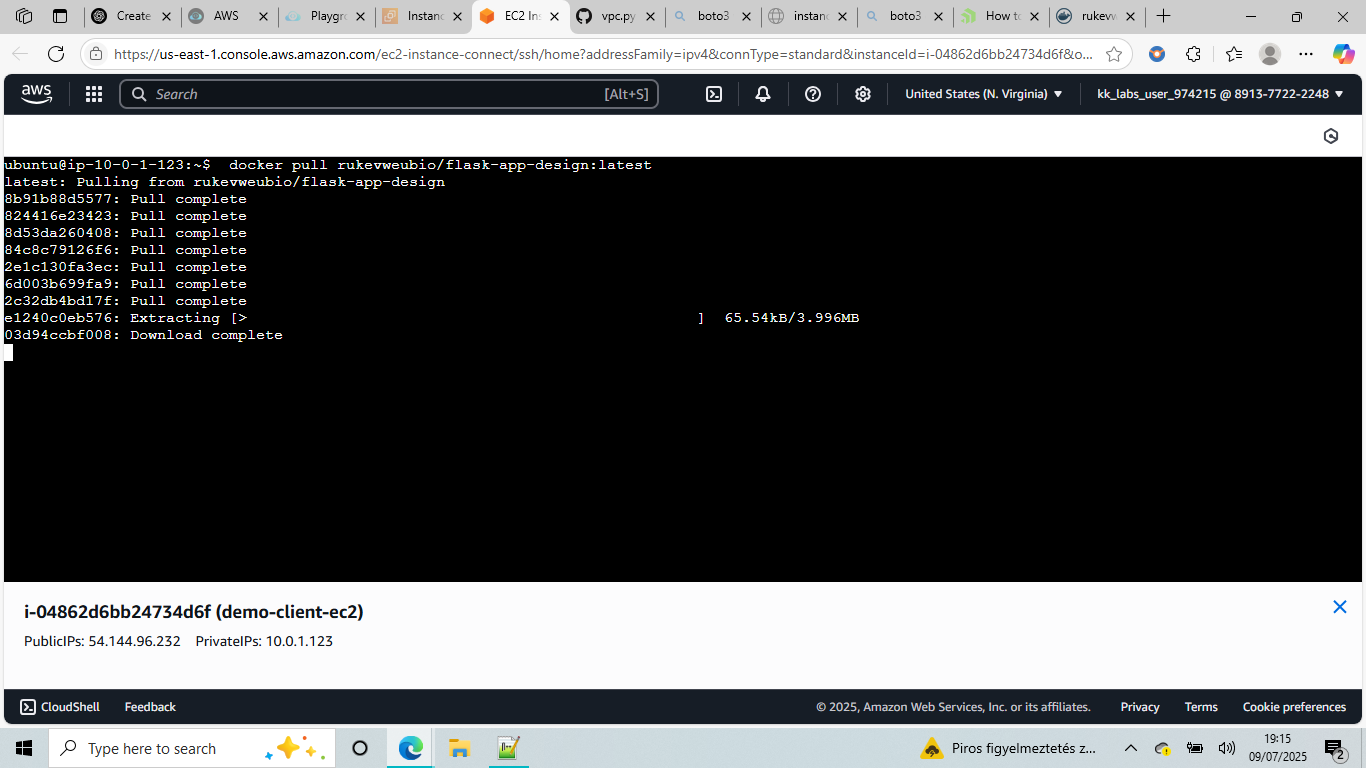 Create
AWS
Playgr
Instanc
EC2 Ins
vpc.py
boto3
instanc
boto3
How to
rukevw
https://us-east-1.console.aws.amazon.com/ec2-instance-connect/ssh/home?addressFamily=ipv4&connType=standard&instanceId=i-04862d6bb24734d6f&o...
aws
Search
[Alt+S]
United States (N. Virginia)
kk_labs_user_974215 @ 8913-7722-2248
ubuntu@ip-10-0-1-123:~$  docker pull rukevweubio/flask-app-design:latest
latest: Pulling from rukevweubio/flask-app-design
8b91b88d5577: Pull complete
824416e23423: Pull complete
8d53da260408: Pull complete
84c8c79126f6: Pull complete
2e1c130fa3ec: Pull complete
6d003b699fa9: Pull complete
2c32db4bd17f: Pull complete
e1240c0eb576: Extracting [>                                                  ]  65.54kB/3.996MB
03d94ccbf008: Download complete
i-04862d6bb24734d6f (demo-client-ec2)
PublicIPs: 54.144.96.232 PrivateIPs: 10.0.1.123
CloudShell
Feedback
© 2025, Amazon Web Services, Inc. or its affiliates.
Privacy
Terms
Cookie preferences
Type here to search
Piros figyelmeztetés z...
19:15
09/07/2025
2